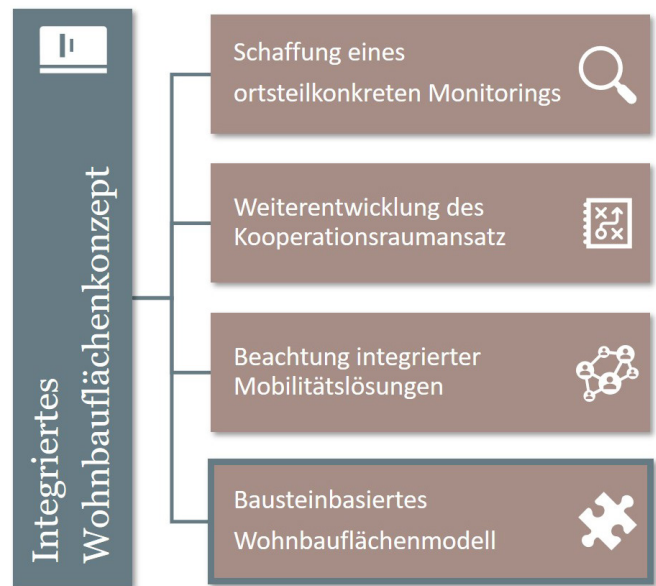 Integriertes
Wohnbauflächenkonzept
Schaffung eines
ortsteilkonkreten Monitorings
Weiterentwicklung des
Kooperationsraumansatz
Beachtung integrierter
Mobilitätslösungen
Bausteinbasiertes
Wohnbauflächenmodell